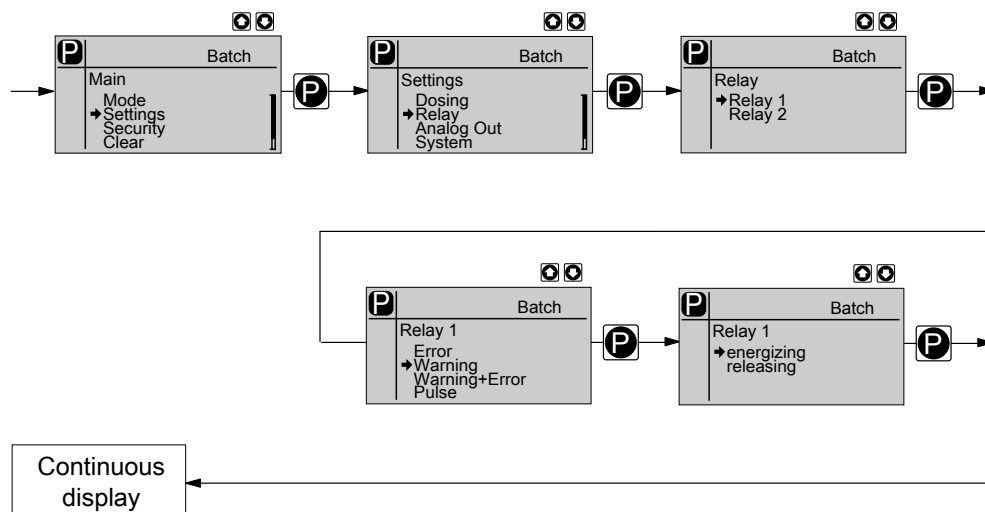 P
Batch
Main
Mode
Settings
Security
Clear
P
P
Batch
Settings
Dosing
Relay
Analog Out
System
P
P
Batch
Relay
Relay 1
Relay 2
P
P
Batch
Relay 1
Error
Warning
Warning+Error
Pulse
P
P
Batch
Relay 1
energizing
releasing
P
Continuous
display